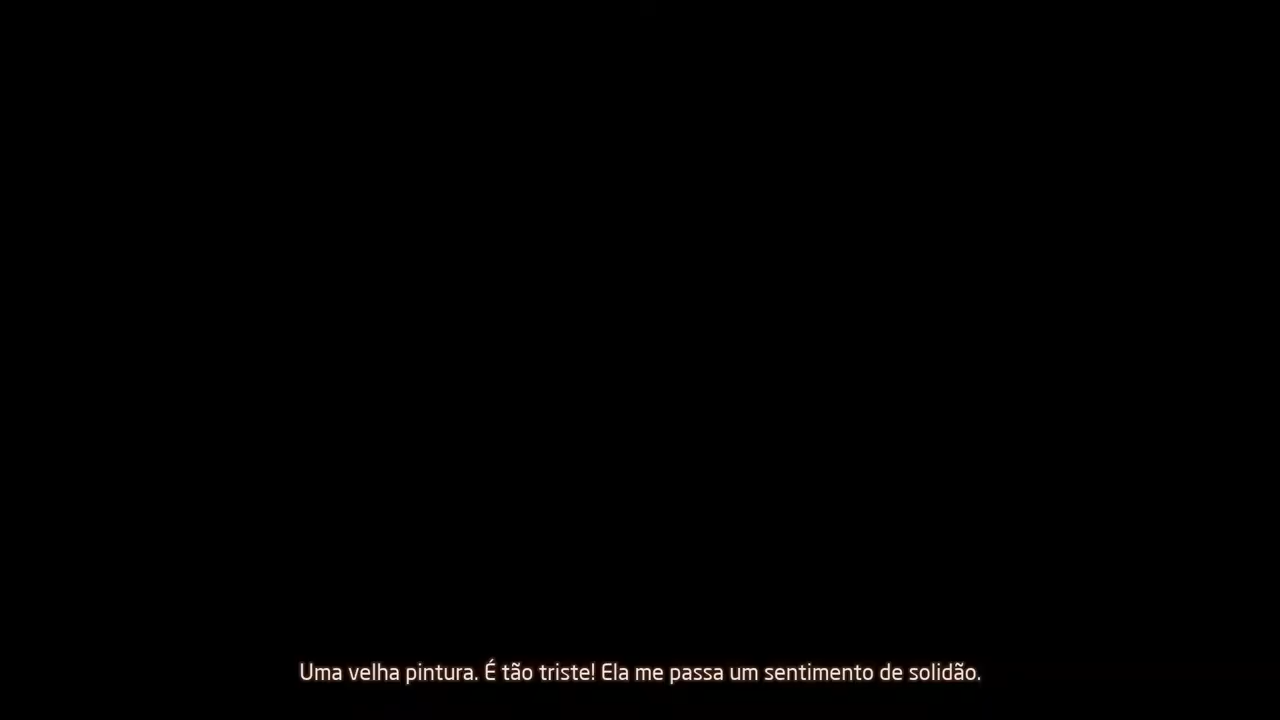 Uma velha pintura. É tão triste! Ela me passa um sentimento de solidão.